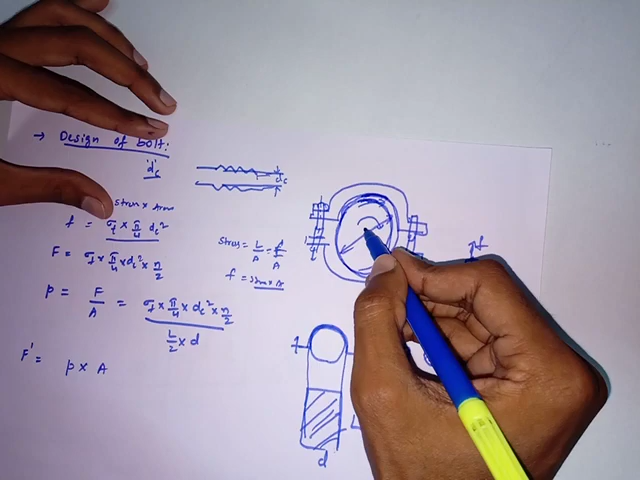 → Design of bolt:
'dc'
stress × Area
f = σt × π/4 dc²
F = σt × π/4 × dc² × n/2
stress = L/A = f/A
f = stress × A
p = F/A = σt × π/4 × dc² × n/2 / L/2 × d
F' = p × A
dc
f
d